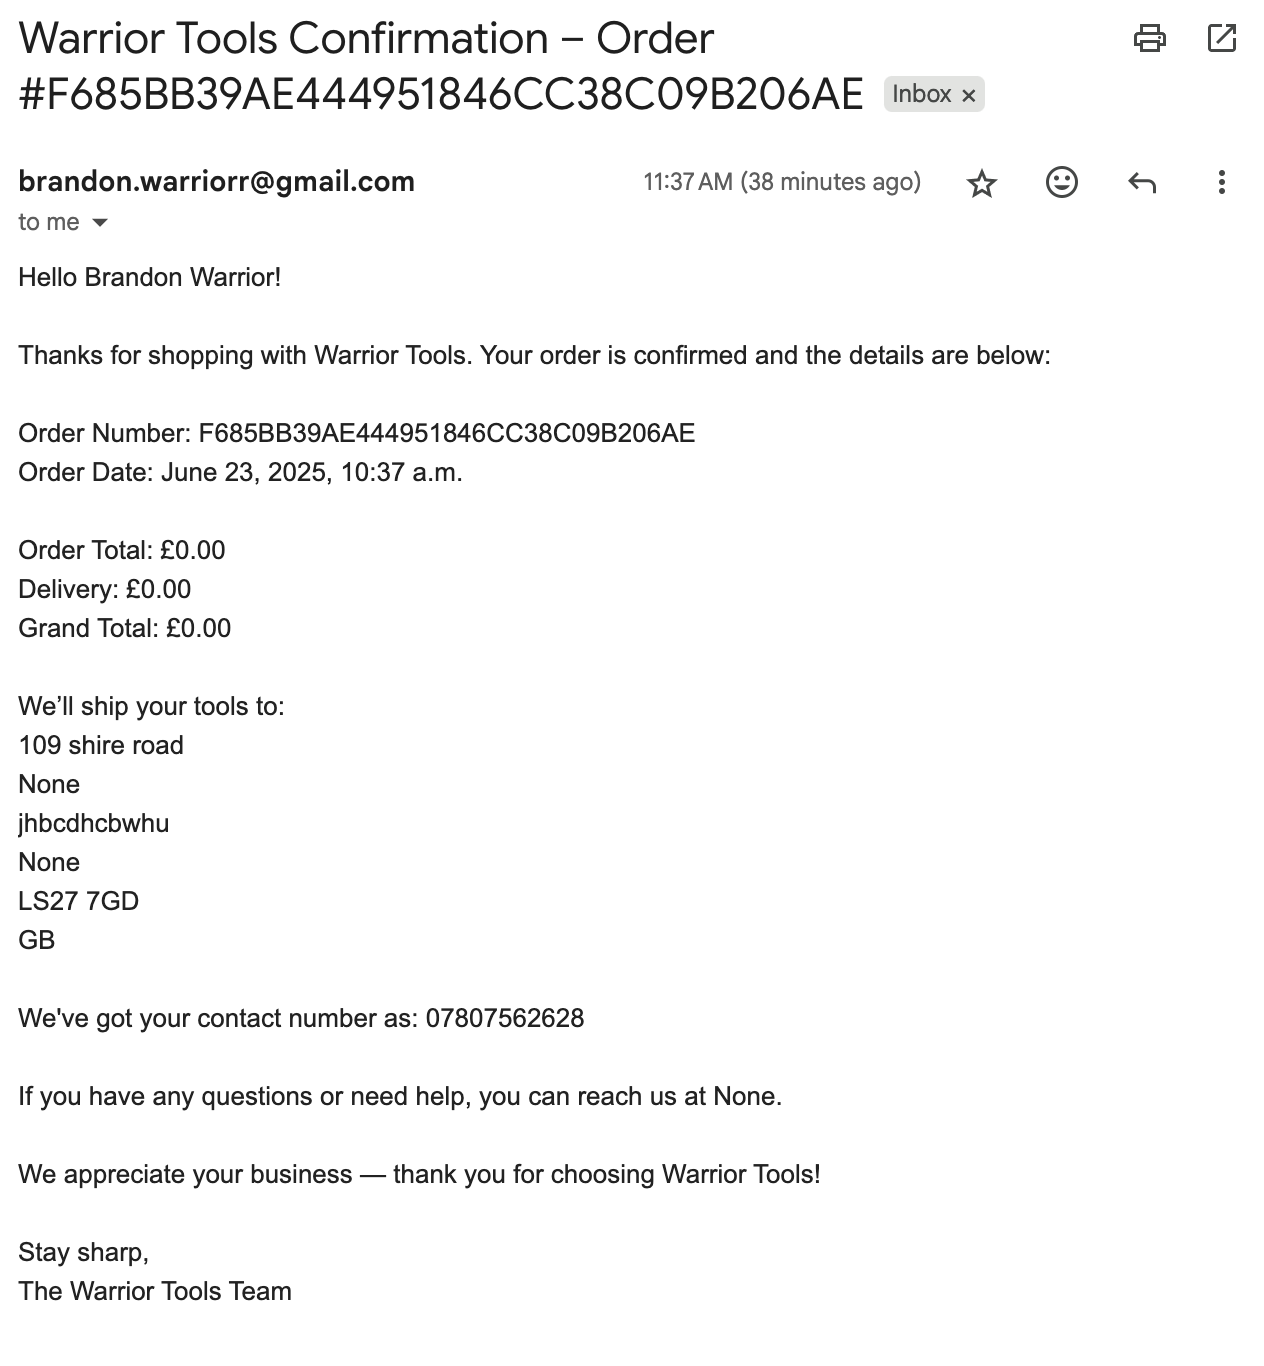 Warrior Tools Confirmation – Order
#F685BB39AE444951846CC38C09B206AE Inbox ×
brandon.warriorr@gmail.com 11:37 AM (38 minutes ago)
to me
Hello Brandon Warrior!
Thanks for shopping with Warrior Tools. Your order is confirmed and the details are below:
Order Number: F685BB39AE444951846CC38C09B206AE
Order Date: June 23, 2025, 10:37 a.m.
Order Total: £0.00
Delivery: £0.00
Grand Total: £0.00
We’ll ship your tools to:
109 shire road
None
jhbcdhcbwhu
None
LS27 7GD
GB
We've got your contact number as: 07807562628
If you have any questions or need help, you can reach us at None.
We appreciate your business — thank you for choosing Warrior Tools!
Stay sharp,
The Warrior Tools Team